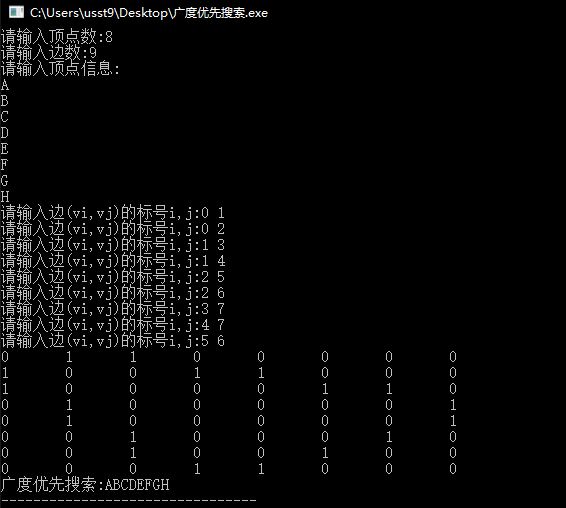 C:\Users\usst9\Desktop\广度优先搜索.exe
请输入顶点数:8
请输入边数:9
请输入顶点信息:
A
B
C
D
E
F
G
H
请输入边(vi,vj)的标号i,j:0 1
请输入边(vi,vj)的标号i,j:0 2
请输入边(vi,vj)的标号i,j:1 3
请输入边(vi,vj)的标号i,j:1 4
请输入边(vi,vj)的标号i,j:2 5
请输入边(vi,vj)的标号i,j:2 6
请输入边(vi,vj)的标号i,j:3 7
请输入边(vi,vj)的标号i,j:4 7
请输入边(vi,vj)的标号i,j:5 6
0 1 1 0 0 0 0 0
1 0 0 1 1 0 0 0
1 0 0 0 0 1 1 0
0 1 0 0 0 0 0 1
0 1 0 0 0 0 0 1
0 0 1 0 0 0 1 0
0 0 1 0 0 1 0 0
0 0 0 1 1 0 0 0
广度优先搜索:ABCDEFGH
--------------------------------